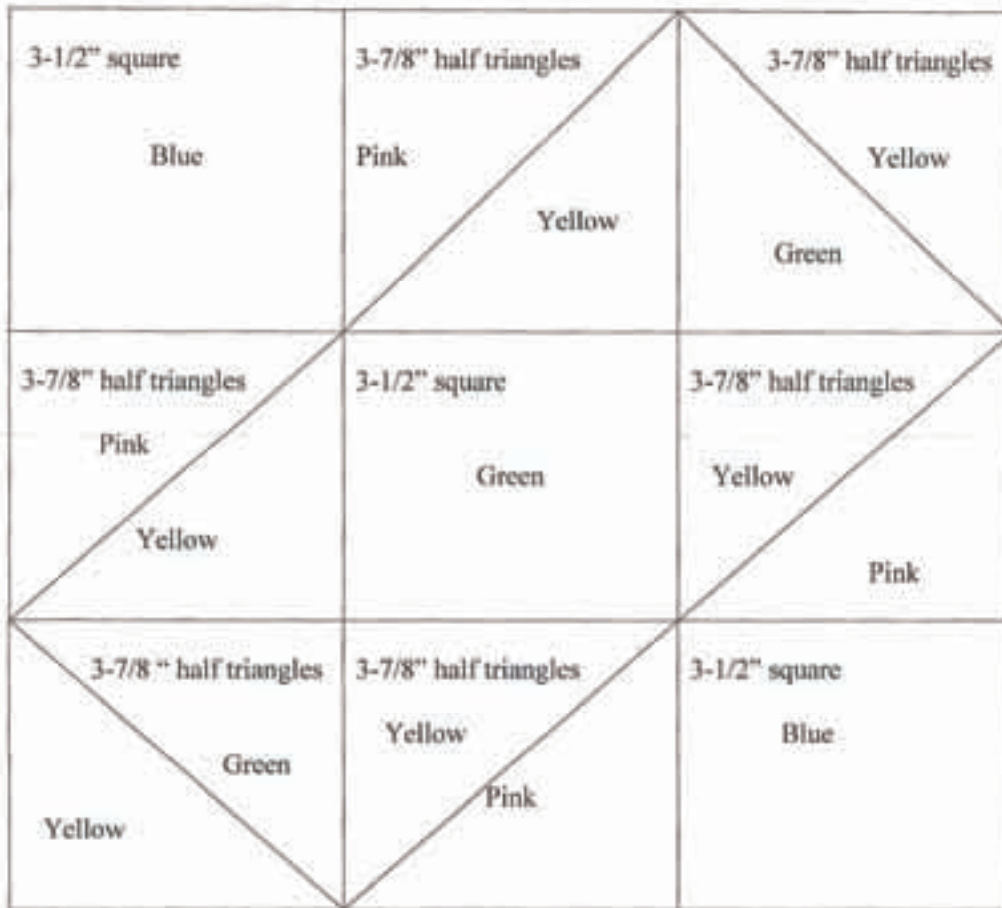 3-1/2” square
Blue
3-7/8” half triangles
Pink
Yellow
3-7/8” half triangles
Yellow
Green
3-7/8” half triangles
Pink
Yellow
3-1/2” square
Green
3-7/8” half triangles
Yellow
Pink
3-7/8 “ half triangles
Green
Yellow
3-7/8” half triangles
Yellow
Pink
3-1/2” square
Blue